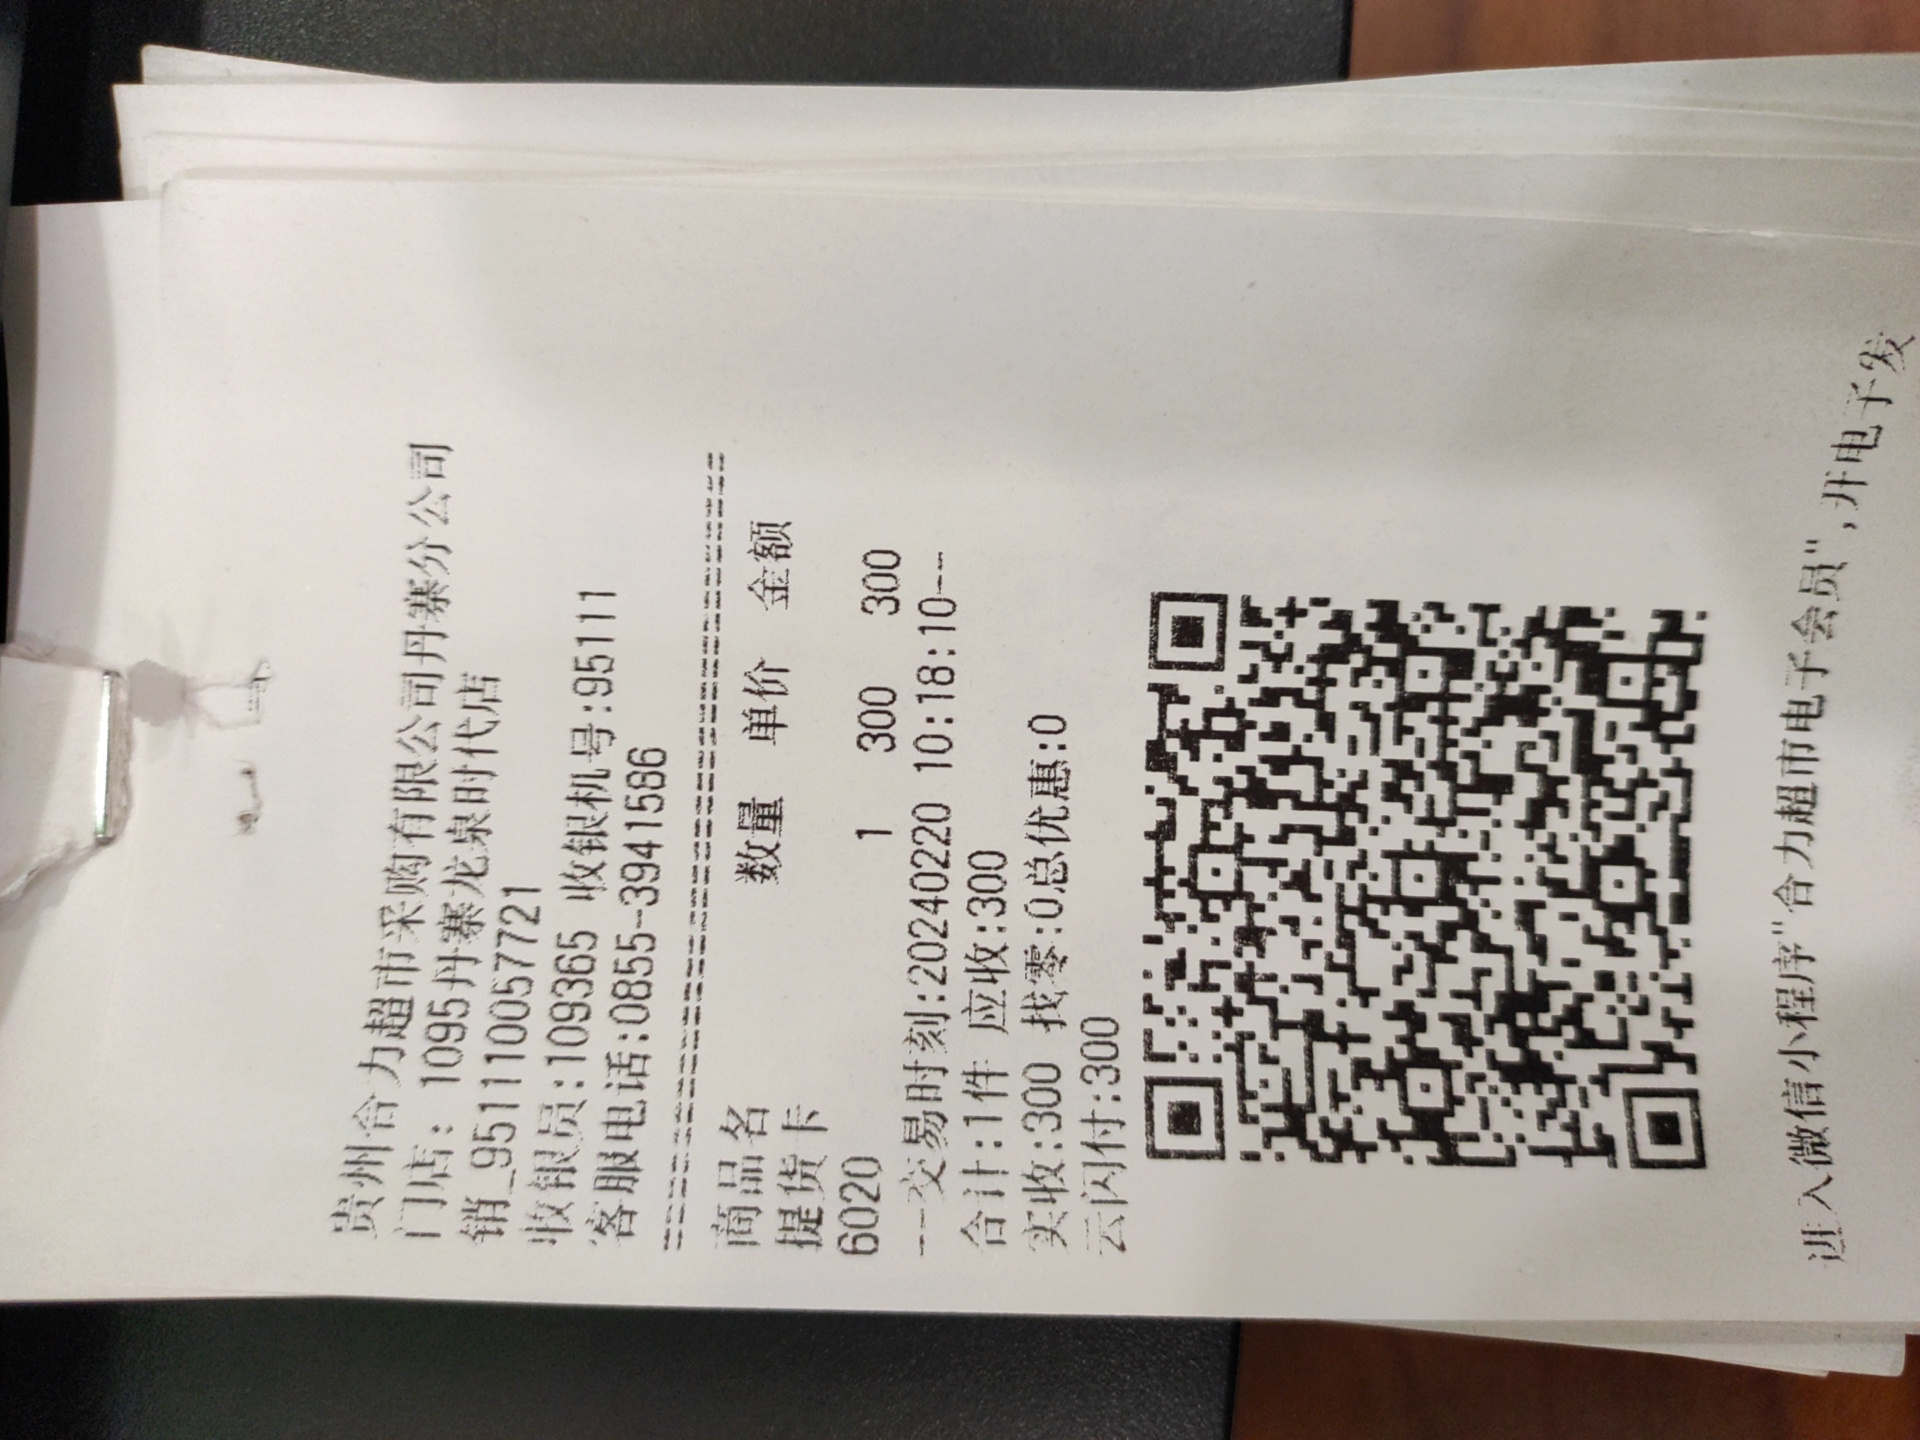 贵州合力超市采购有限公司丹寨分公司
门店: 1095丹寨龙泉时代店
销_9511110057721
收银员:109365 收银机号:95111
客服电话:0855-3941586
商品名 数量 单价 金额
提货卡
6020 1 300 300
--交易时刻:20240220 10:18:10--
合计:1件 应收:300
实收:300 找零:0总优惠:0
云闪付:300
进入微信小程序"合力超市电子会员",开电子发